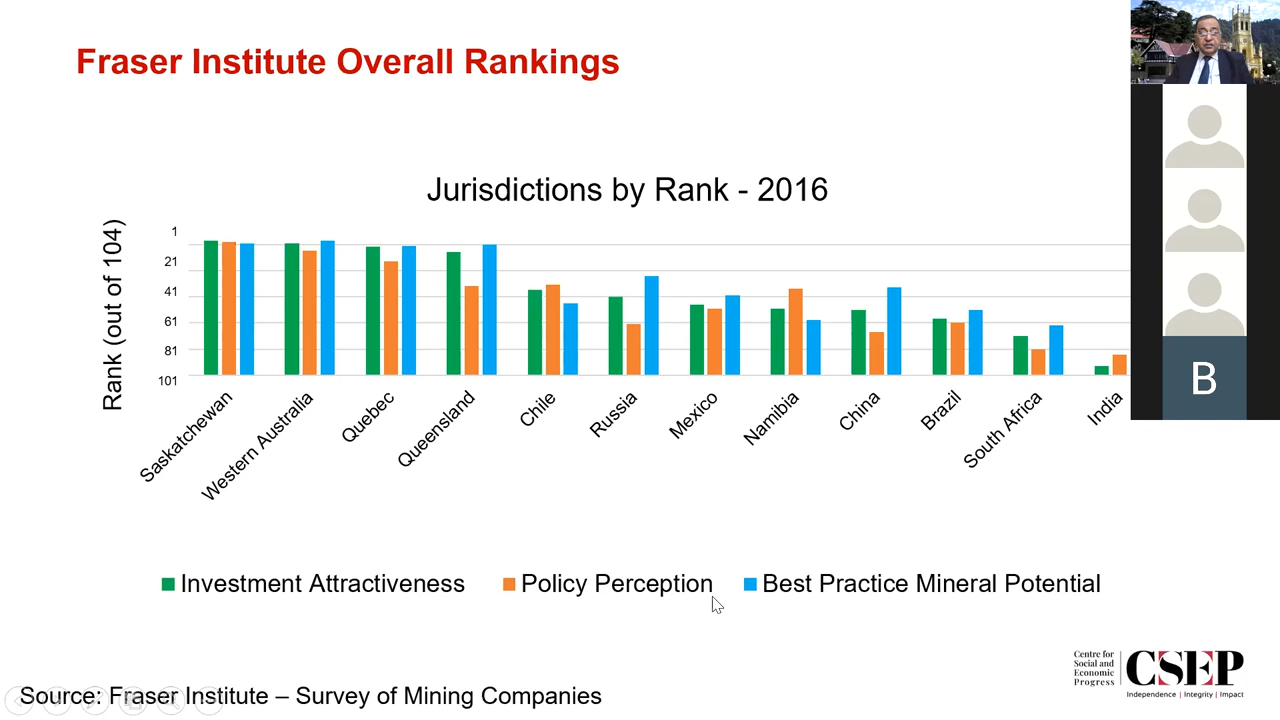 Fraser Institute Overall Rankings
Jurisdictions by Rank - 2016
Rank (out of 104)
1
21
41
61
81
101
Saskatchewan
Western Australia
Quebec
Queensland
Chile
Russia
Mexico
Namibia
China
Brazil
South Africa
India
Investment Attractiveness
Policy Perception
Best Practice Mineral Potential
B
Centre for
Social and
Economic
Progress
CSEP
Independence | Integrity | Impact
Source: Fraser Institute – Survey of Mining Companies